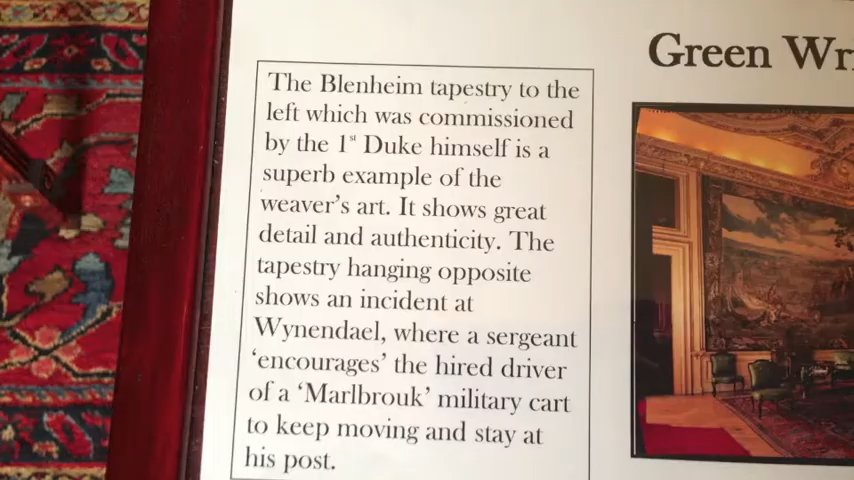 Green Wri
The Blenheim tapestry to the
left which was commissioned
by the 1st Duke himself is a
superb example of the
weaver's art. It shows great
detail and authenticity. The
tapestry hanging opposite
shows an incident at
Wynendael, where a sergeant
'encourages' the hired driver
of a 'Marlbrouk' military cart
to keep moving and stay at
his post.